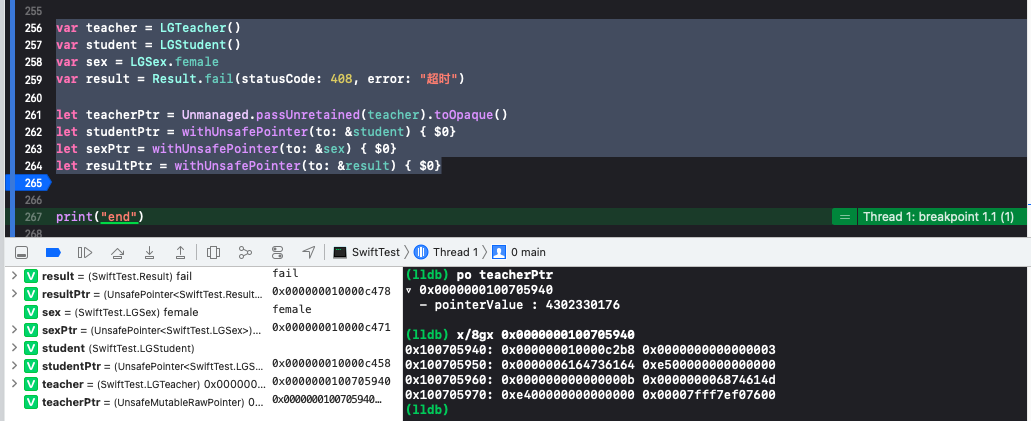 255
256 var teacher = LGTeacher()
257 var student = LGStudent()
258 var sex = LGSex.female
259 var result = Result.fail(statusCode: 408, error: "超时")
260
261 let teacherPtr = Unmanaged.passUnretained(teacher).toOpaque()
262 let studentPtr = withUnsafePointer(to: &student) { $0}
263 let sexPtr = withUnsafePointer(to: &sex) { $0}
264 let resultPtr = withUnsafePointer(to: &result) { $0}
265
266
267 print("end") = Thread 1: breakpoint 1.1 (1)
268
SwiftTest Thread 1 0 main
V result = (SwiftTest.Result) fail fail
V resultPtr = (UnsafePointer<SwiftTest.Result... 0x000000010000c478
V sex = (SwiftTest.LGSex) female female
V sexPtr = (UnsafePointer<SwiftTest.LGSex>)... 0x000000010000c471
V student (SwiftTest.LGStudent)
V studentPtr = (UnsafePointer<SwiftTest.LGS... 0x000000010000c458
V teacher = (SwiftTest.LGTeacher) 0x000000... 0x0000000100705940
V teacherPtr = (UnsafeMutableRawPointer) 0... 0x0000000100705940...
(lldb) po teacherPtr
▿ 0x0000000100705940
- pointerValue : 4302330176
(lldb) x/8gx 0x0000000100705940
0x100705940: 0x000000010000c2b8 0x0000000000000003
0x100705950: 0x0000006164736164 0xe500000000000000
0x100705960: 0x000000000000000b 0x000000006874614d
0x100705970: 0xe400000000000000 0x00007fff7ef07600
(lldb)